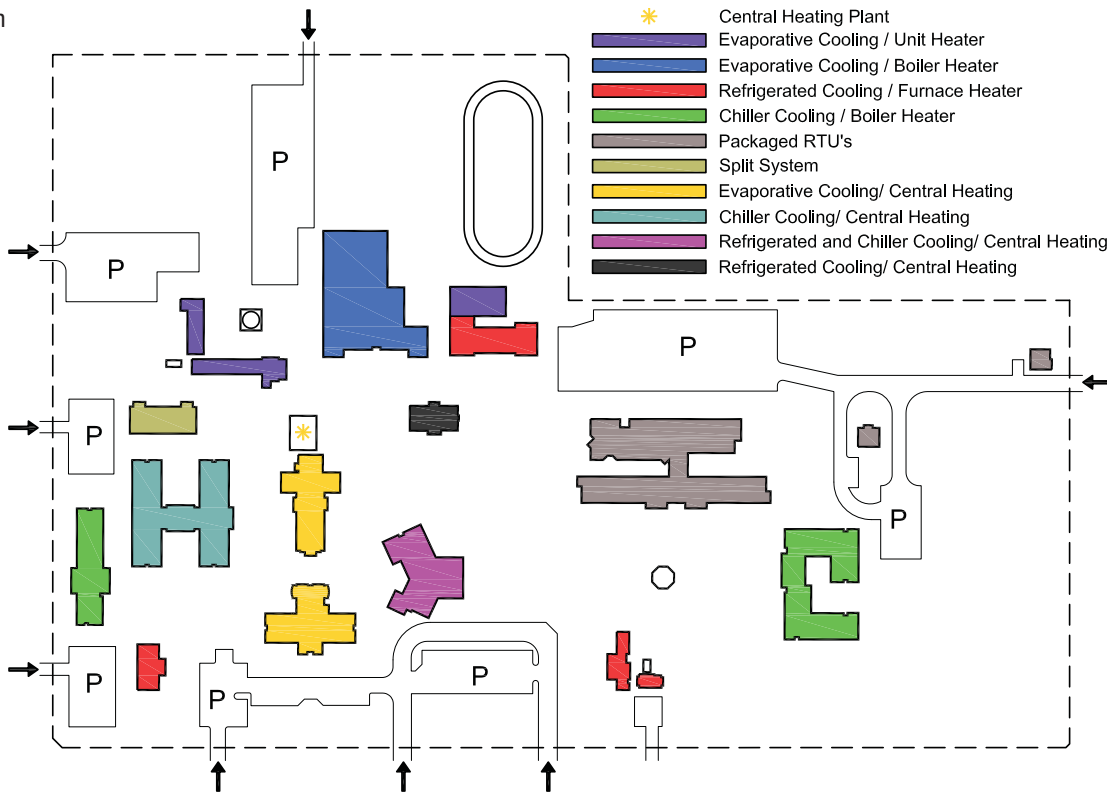 Central Heating Plant
Evaporative Cooling / Unit Heater
Evaporative Cooling / Boiler Heater
Refrigerated Cooling / Furnace Heater
Chiller Cooling / Boiler Heater
Packaged RTU's
Split System
Evaporative Cooling/ Central Heating
Chiller Cooling/ Central Heating
Refrigerated and Chiller Cooling/ Central Heating
Refrigerated Cooling/ Central Heating
P
P
P
P
P
P
P
P